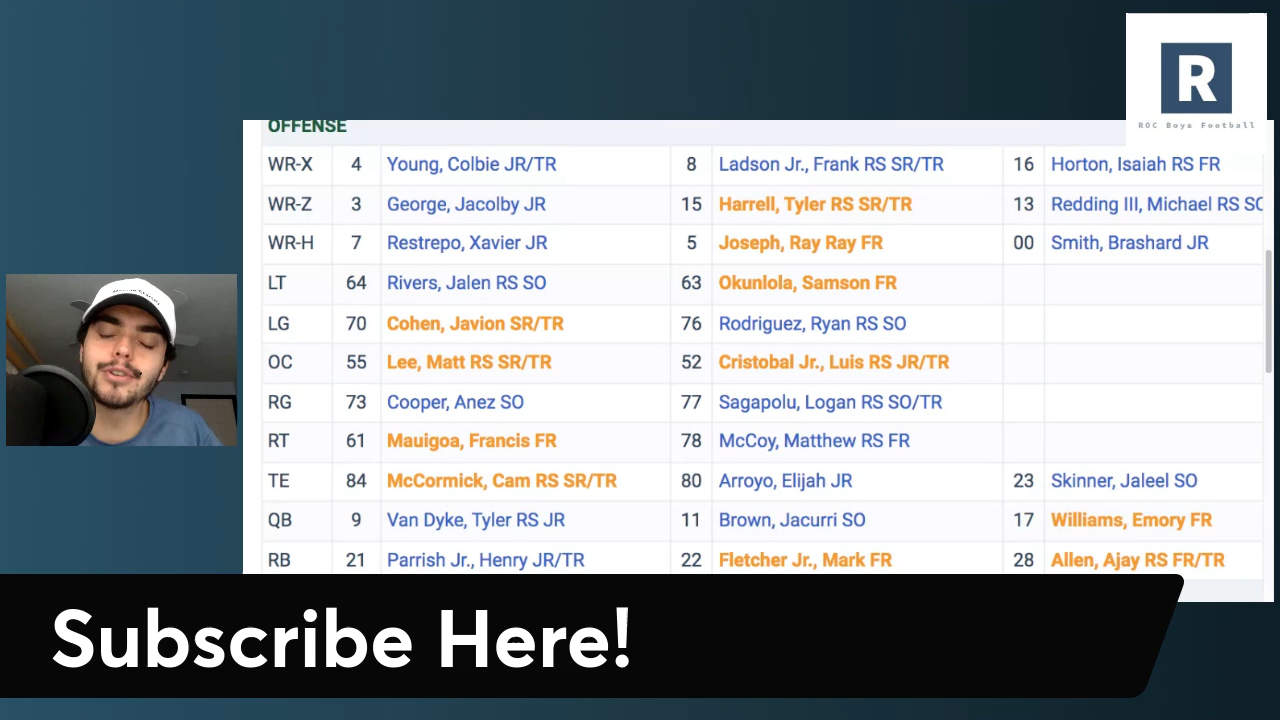 R
ROC Boys Football
OFFENSE
WR-X 4 Young, Colbie JR/TR 8 Ladson Jr., Frank RS SR/TR 16 Horton, Isaiah RS FR
WR-Z 3 George, Jacolby JR 15 Harrell, Tyler RS SR/TR 13 Redding III, Michael RS SO
WR-H 7 Restrepo, Xavier JR 5 Joseph, Ray Ray FR 00 Smith, Brashard JR
LT 64 Rivers, Jalen RS SO 63 Okunlola, Samson FR
LG 70 Cohen, Javion SR/TR 76 Rodriguez, Ryan RS SO
OC 55 Lee, Matt RS SR/TR 52 Cristobal Jr., Luis RS JR/TR
RG 73 Cooper, Anez SO 77 Sagapolu, Logan RS SO/TR
RT 61 Mauigoa, Francis FR 78 McCoy, Matthew RS FR
TE 84 McCormick, Cam RS SR/TR 80 Arroyo, Elijah JR 23 Skinner, Jaleel SO
QB 9 Van Dyke, Tyler RS JR 11 Brown, Jacurri SO 17 Williams, Emory FR
RB 21 Parrish Jr., Henry JR/TR 22 Fletcher Jr., Mark FR 28 Allen, Ajay RS FR/TR
Subscribe Here!